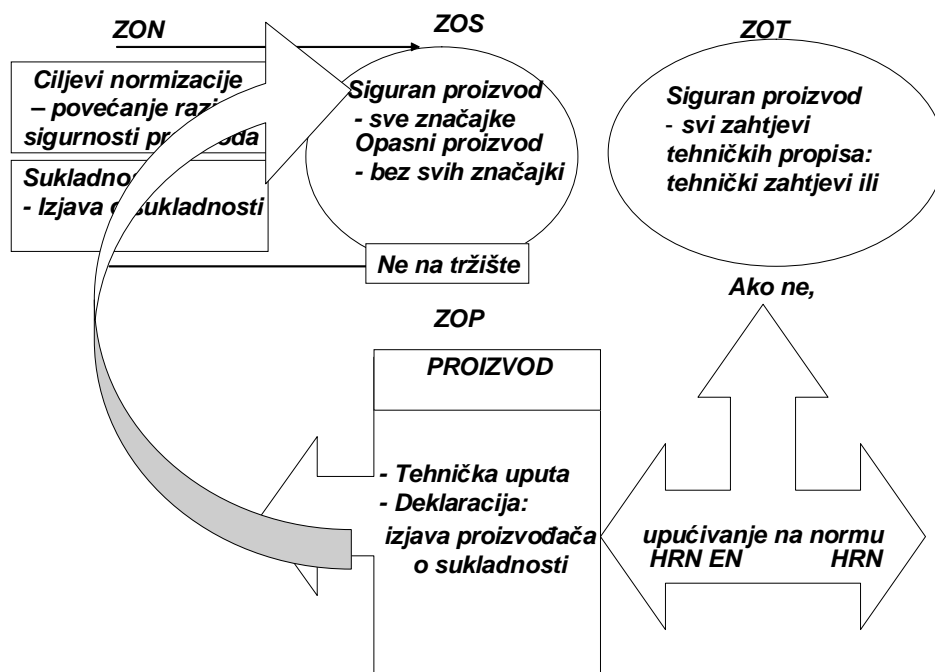 ZON
Ciljevi normizacije
– povećanje razi
sigurnosti pr da
Sukladnos
- Izjava o sukladnosti
ZOS
Siguran proizvod
- sve značajke
Opasni proizvod
- bez svih značajki
Ne na tržište
ZOT
Siguran proizvod
- svi zahtjevi
tehničkih propisa:
tehnički zahtjevi ili
Ako ne,
ZOP
PROIZVOD
- Tehnička uputa
- Deklaracija:
izjava proizvođača
o sukladnosti
upućivanje na normu
HRN EN HRN